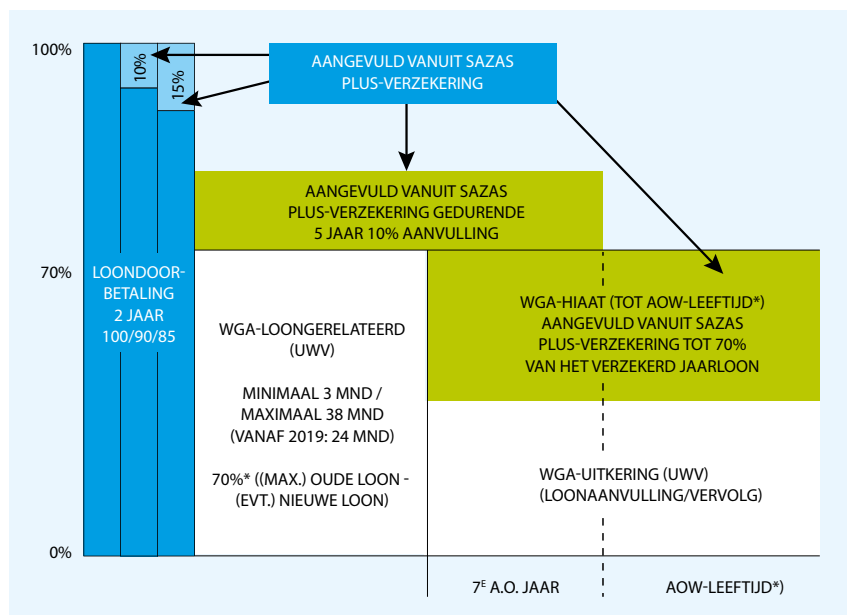 100%
10%
15%
AANGEVULD VANUIT SAZAS
PLUS-VERZEKERING
AANGEVULD VANUIT SAZAS
PLUS-VERZEKERING GEDURENDE
5 JAAR 10% AANVULLING
70%
LOONDOOR-
BETALING
2 JAAR
100/90/85
WGA-LOONGERELATEERD
(UWV)
MINIMAAL 3 MND /
MAXIMAAL 38 MND
(VANAF 2019: 24 MND)
70%* ((MAX.) OUDE LOON -
(EVT.) NIEUWE LOON)
WGA-HIAAT (TOT AOW-LEEFTIJD*)
AANGEVULD VANUIT SAZAS
PLUS-VERZEKERING TOT 70%
VAN HET VERZEKERD JAARLOON
WGA-UITKERING (UWV)
(LOONAANVULLING/VERVOLG)
0%
7E A.O. JAAR
AOW-LEEFTIJD*)